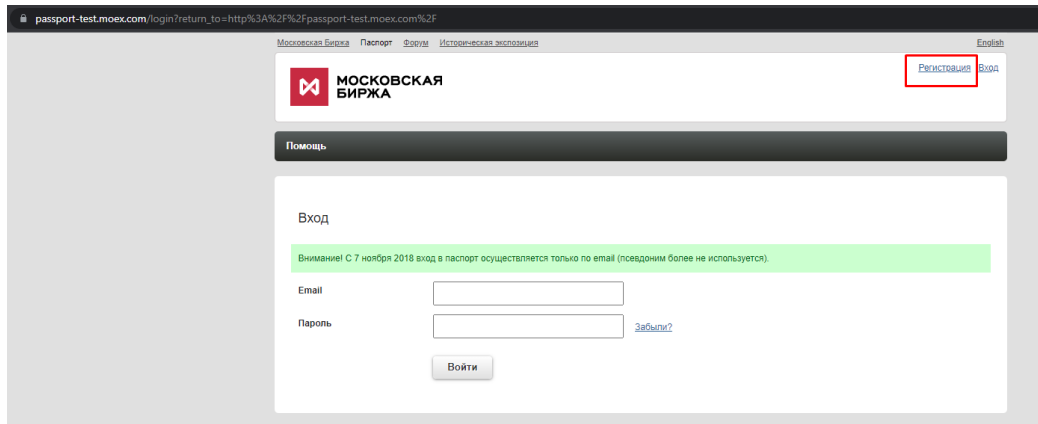 passport-test.moex.com/login?return_to=http%3A%2F%2Fpassport-test.moex.com%2F
Московская Биржа Паспорт Форум Историческая экспозиция English
Регистрация Вход
МОСКОВСКАЯ
БИРЖА
Помощь
Вход
Внимание! С 7 ноября 2018 вход в паспорт осуществляется только по email (псевдоним более не используется).
Email
Пароль Забыли?
Войти